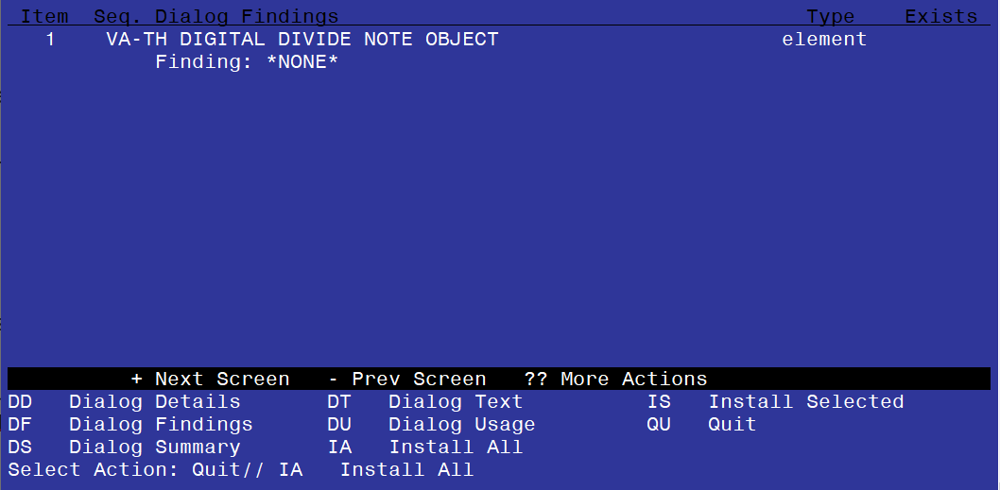 Item Seq. Dialog Findings Type Exists
1 VA-TH DIGITAL DIVIDE NOTE OBJECT element
Finding: *NONE*
+ Next Screen - Prev Screen ?? More Actions
DD Dialog Details DT Dialog Text IS Install Selected
DF Dialog Findings DU Dialog Usage QU Quit
DS Dialog Summary IA Install All
Select Action: Quit// IA Install All